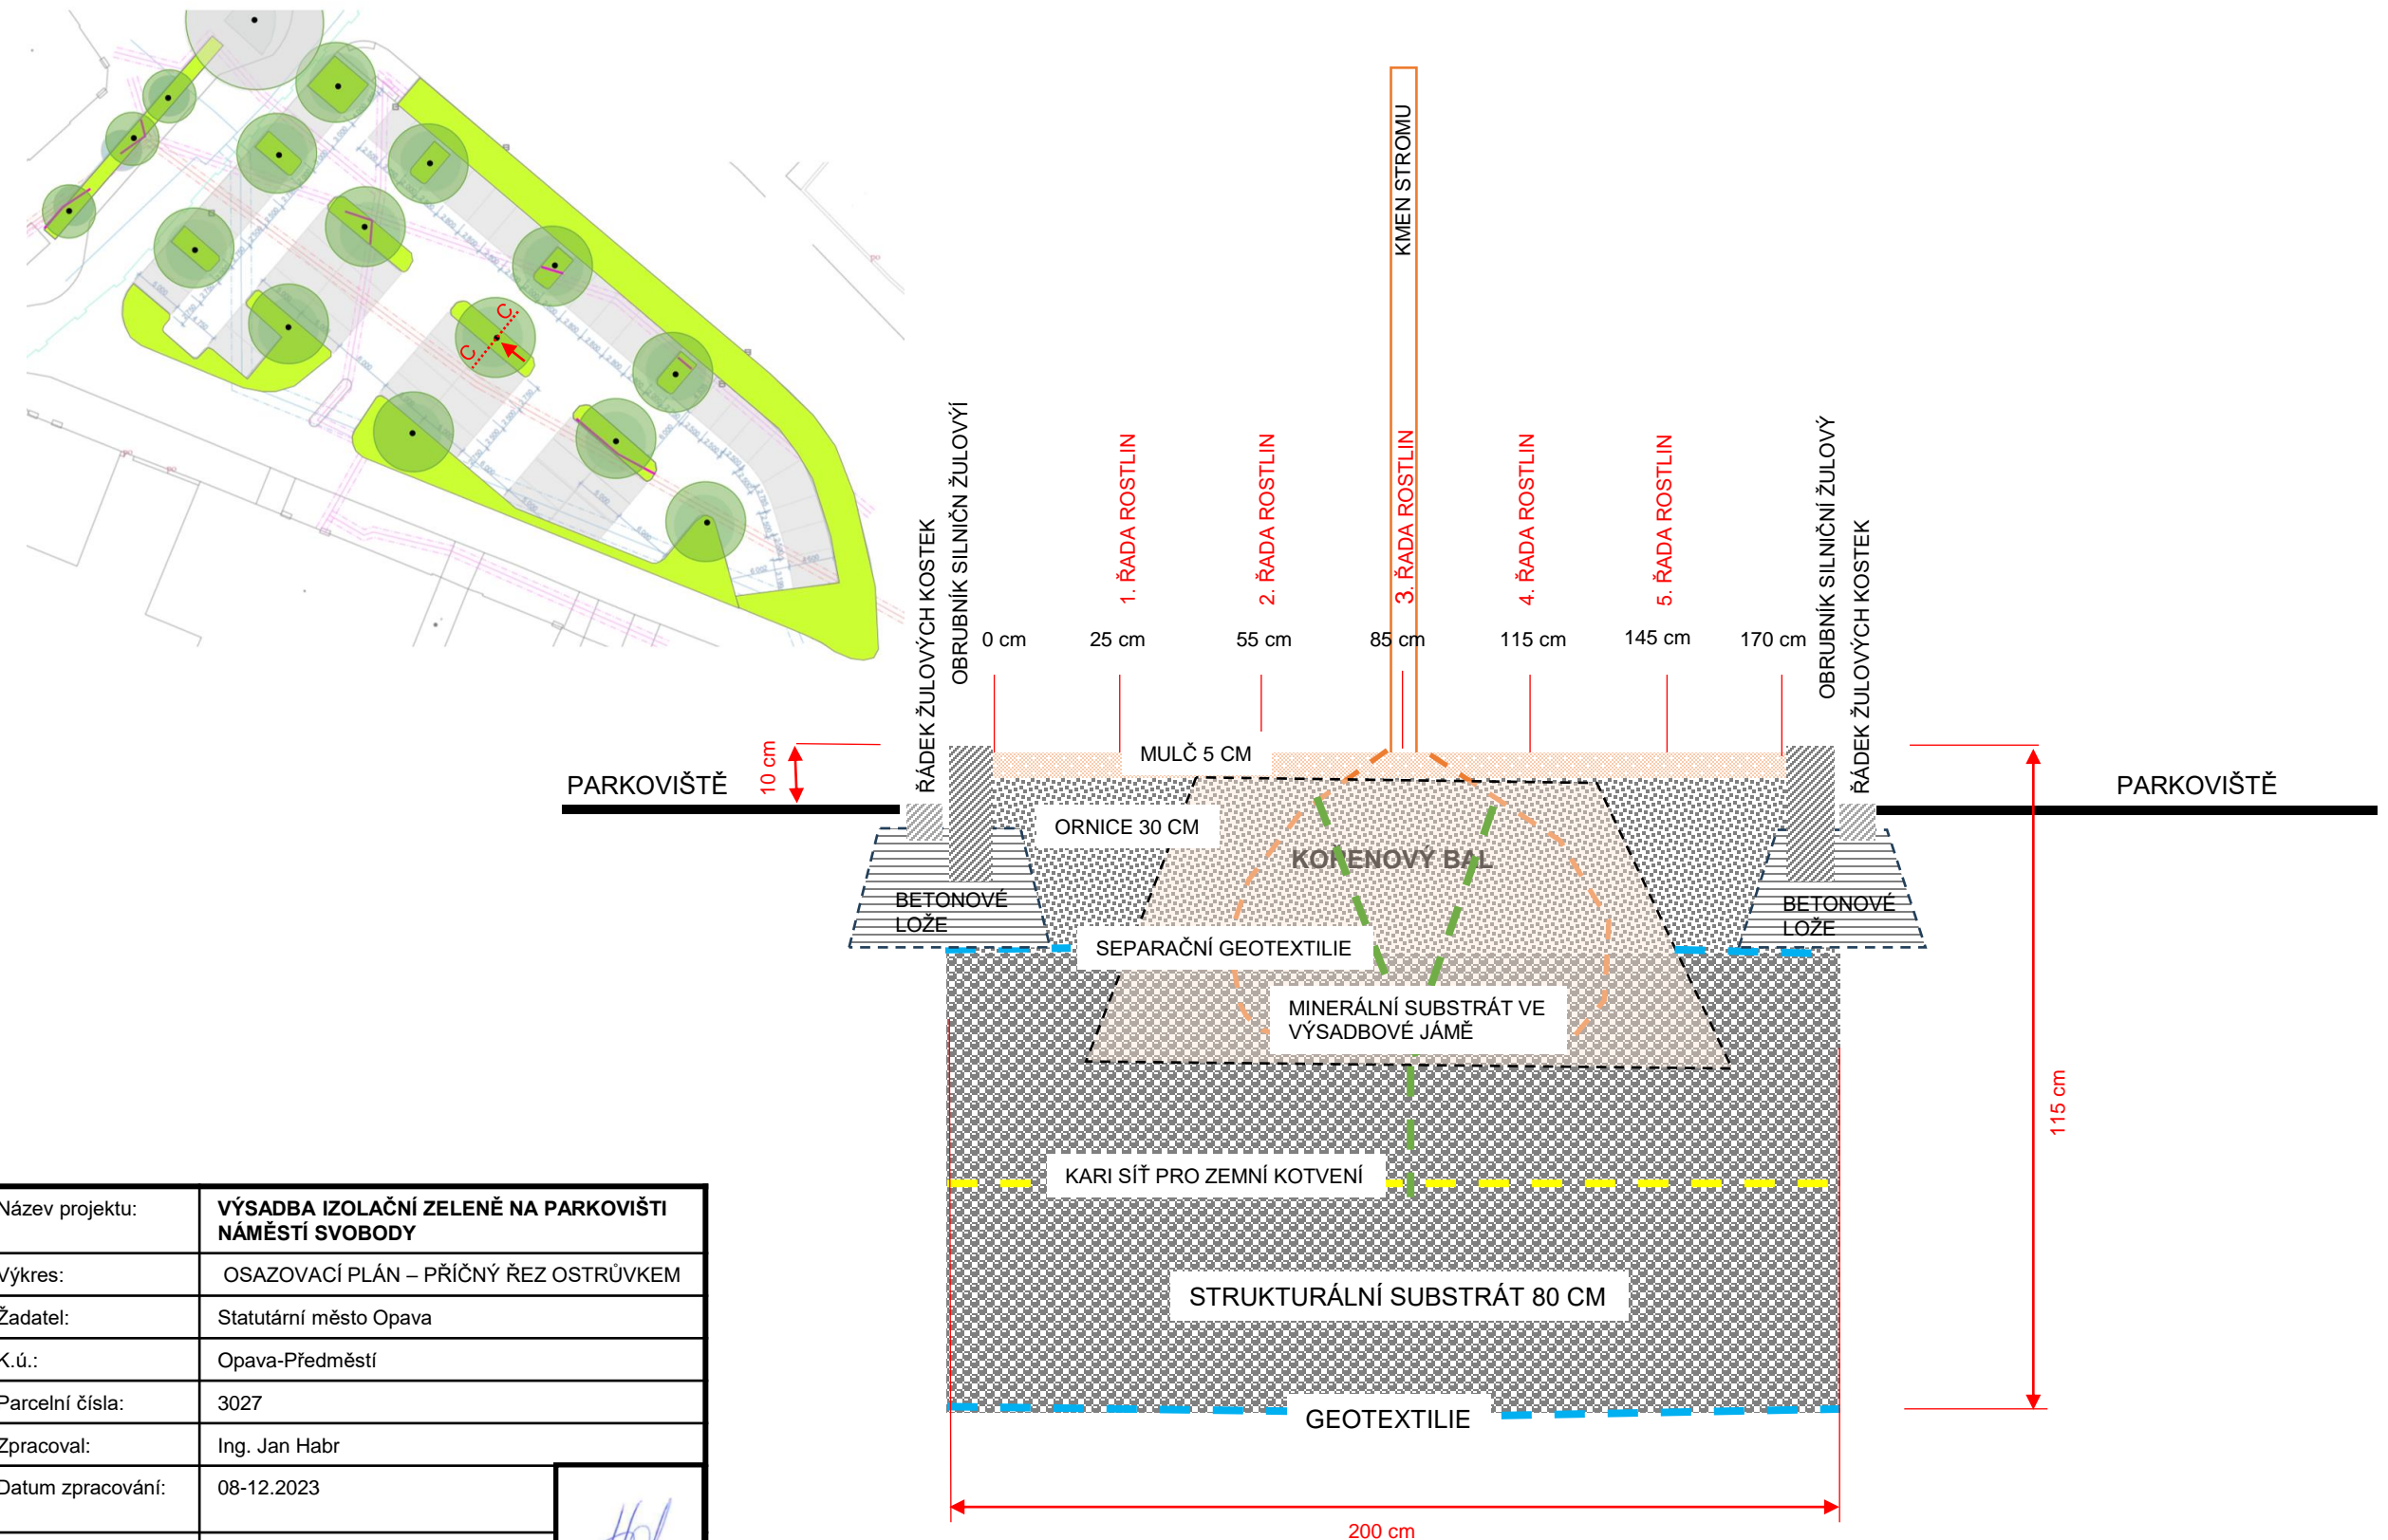 C
C
KMEN STROMU
ŘÁDEK ŽULOVÝCH KOSTEK
OBRUBNÍK SILNIČN ŽULOVÝÍ
1. ŘADA ROSTLIN
2. ŘADA ROSTLIN
3. ŘADA ROSTLIN
4. ŘADA ROSTLIN
5. ŘADA ROSTLIN
OBRUBNÍK SILNIČNÍ ŽULOVÝ
ŘÁDEK ŽULOVÝCH KOSTEK
0 cm
25 cm
55 cm
85 cm
115 cm
145 cm
170 cm
10 cm
PARKOVIŠTĚ
MULČ 5 CM
PARKOVIŠTĚ
ORNICE 30 CM
KOŘENOVÝ BAL
BETONOVÉ
LOŽE
BETONOVÉ
LOŽE
SEPARAČNÍ GEOTEXTILIE
MINERÁLNÍ SUBSTRÁT VE
VÝSADBOVÉ JÁMĚ
115 cm
KARI SÍŤ PRO ZEMNÍ KOTVENÍ
STRUKTURÁLNÍ SUBSTRÁT 80 CM
GEOTEXTILIE
200 cm
Název projektu:
VÝSADBA IZOLAČNÍ ZELENĚ NA PARKOVIŠTI
NÁMĚSTÍ SVOBODY
Výkres:
OSAZOVACÍ PLÁN – PŘÍČNÝ ŘEZ OSTRŮVKEM
Žadatel:
Statutární město Opava
K.ú.:
Opava-Předměstí
Parcelní čísla:
3027
Zpracoval:
Ing. Jan Habr
Datum zpracování:
08-12.2023